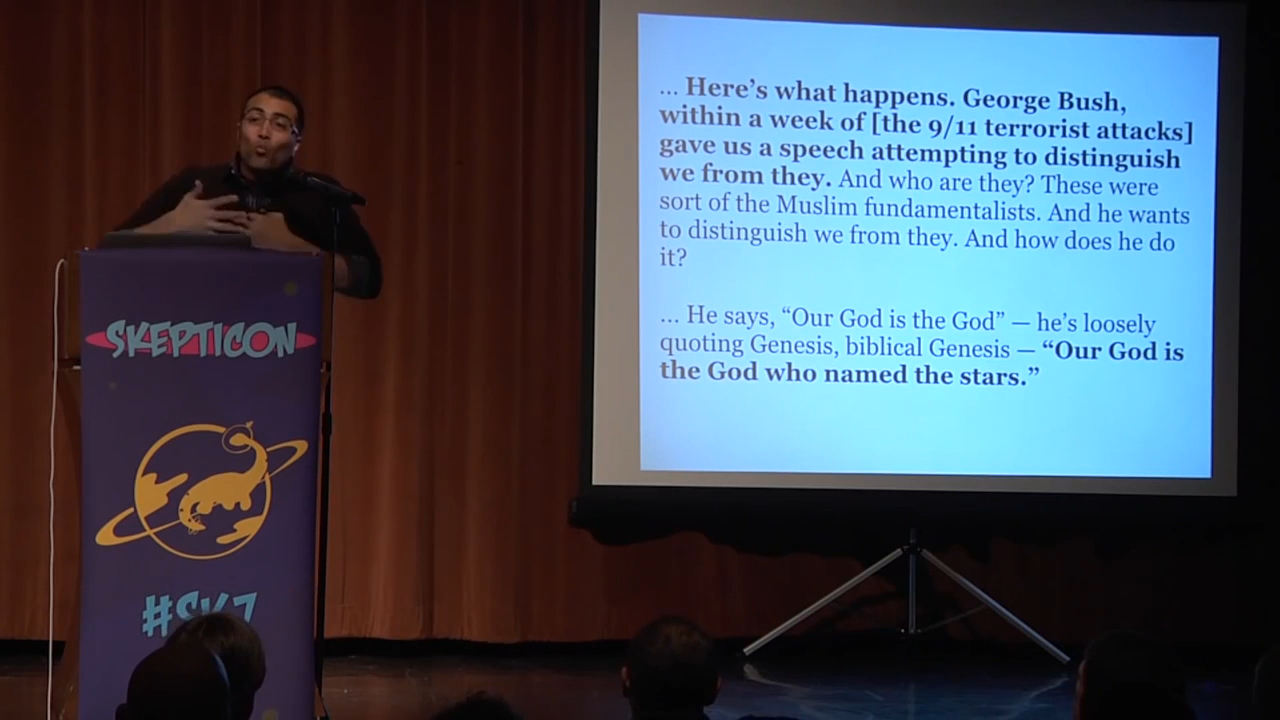 ... Here's what happens. George Bush,
within a week of [the 9/11 terrorist attacks]
gave us a speech attempting to distinguish
we from they. And who are they? These were
sort of the Muslim fundamentalists. And he wants
to distinguish we from they. And how does he do
it?
... He says, “Our God is the God” — he's loosely
quoting Genesis, biblical Genesis — “Our God is
the God who named the stars.”
SKEPTICON
#SK7